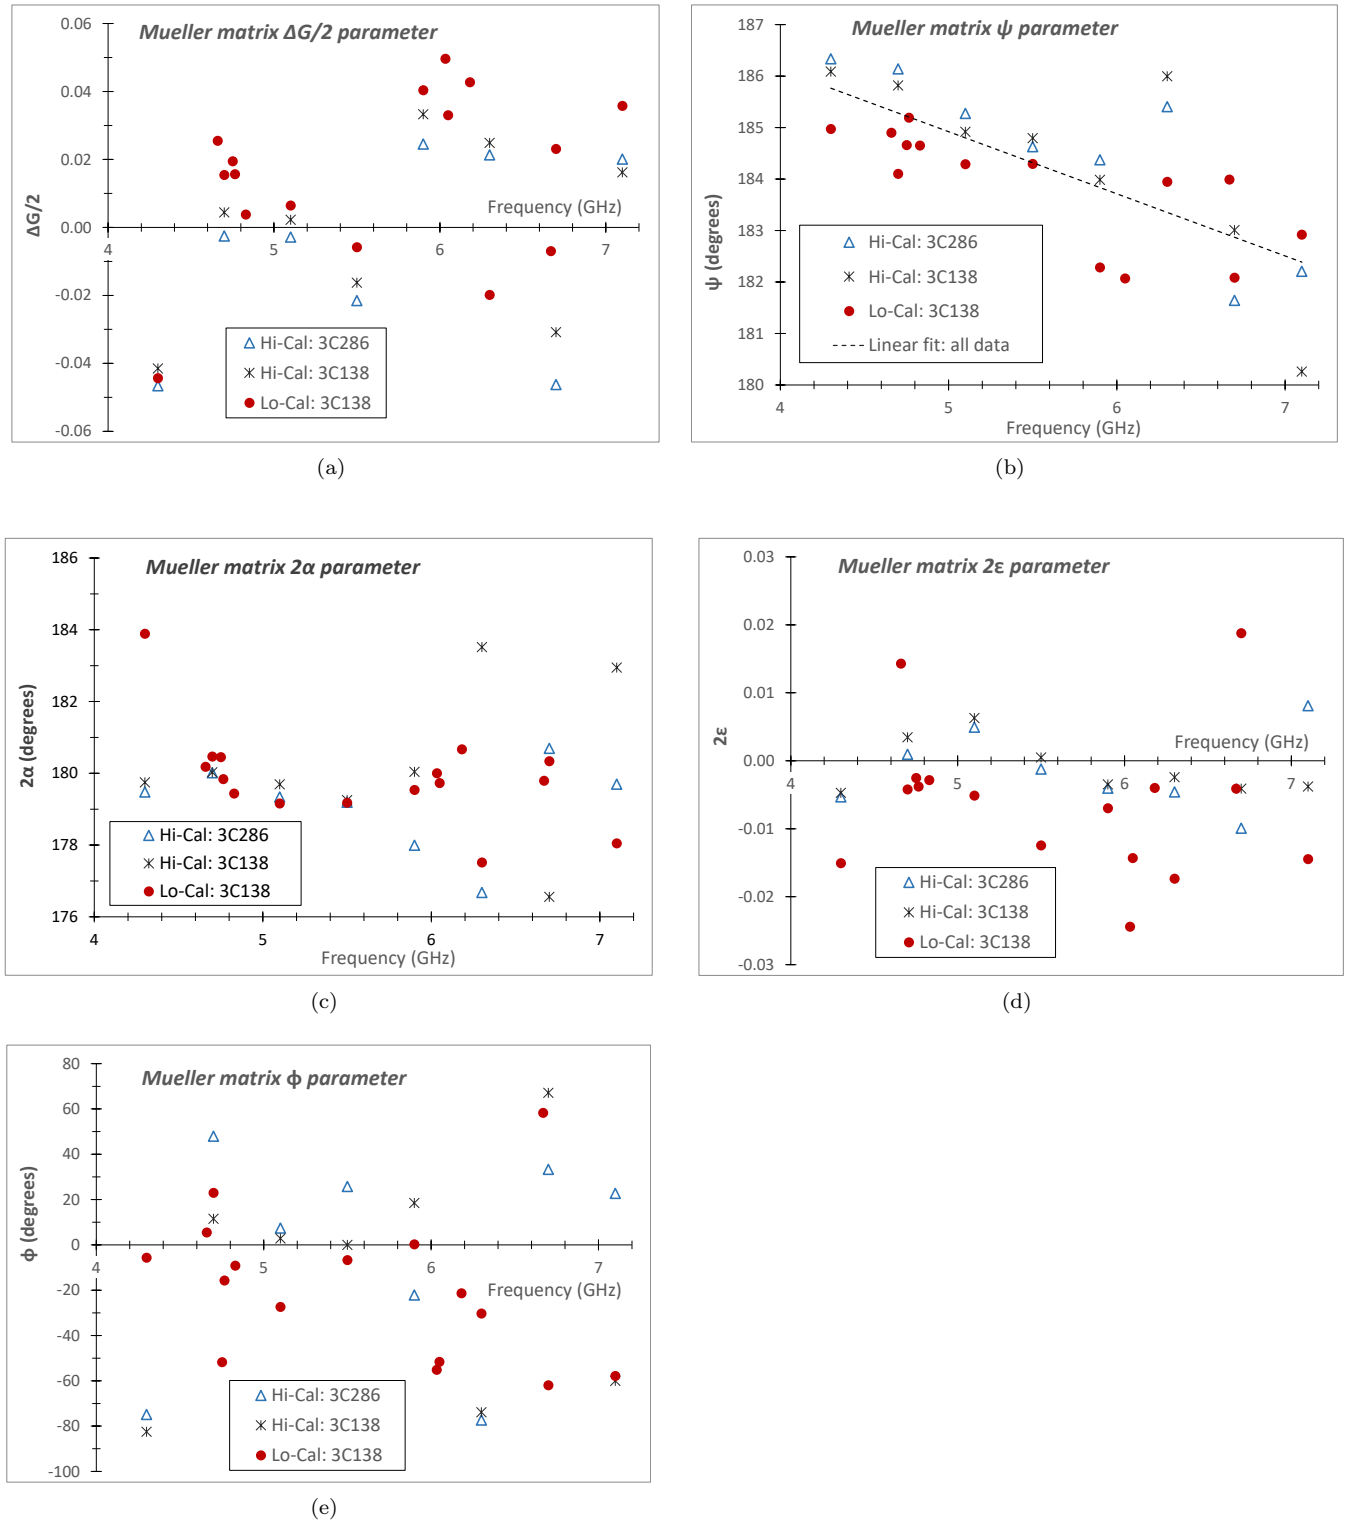 Mueller matrix ΔG/2 parameter
0.06
0.04
0.02
0.00
-0.02
-0.04
-0.06
ΔG/2
4 5 6 7
Frequency (GHz)
Hi-Cal: 3C286
Hi-Cal: 3C138
Lo-Cal: 3C138
(a)
Mueller matrix ψ parameter
187
186
185
184
183
182
181
180
ψ (degrees)
Hi-Cal: 3C286
Hi-Cal: 3C138
Lo-Cal: 3C138
Linear fit: all data
4 5 6 7
Frequency (GHz)
(b)
Mueller matrix 2α parameter
186
184
182
180
178
176
2α (degrees)
Hi-Cal: 3C286
Hi-Cal: 3C138
Lo-Cal: 3C138
4 5 6 7
Frequency (GHz)
(c)
Mueller matrix 2ε parameter
0.03
0.02
0.01
0.00
-0.01
-0.02
-0.03
2ε
Frequency (GHz)
4 5 6 7
Hi-Cal: 3C286
Hi-Cal: 3C138
Lo-Cal: 3C138
(d)
Mueller matrix ϕ parameter
80
60
40
20
0
-20
-40
-60
-80
-100
ϕ (degrees)
4 5 6 7
Frequency (GHz)
Hi-Cal: 3C286
Hi-Cal: 3C138
Lo-Cal: 3C138
(e)